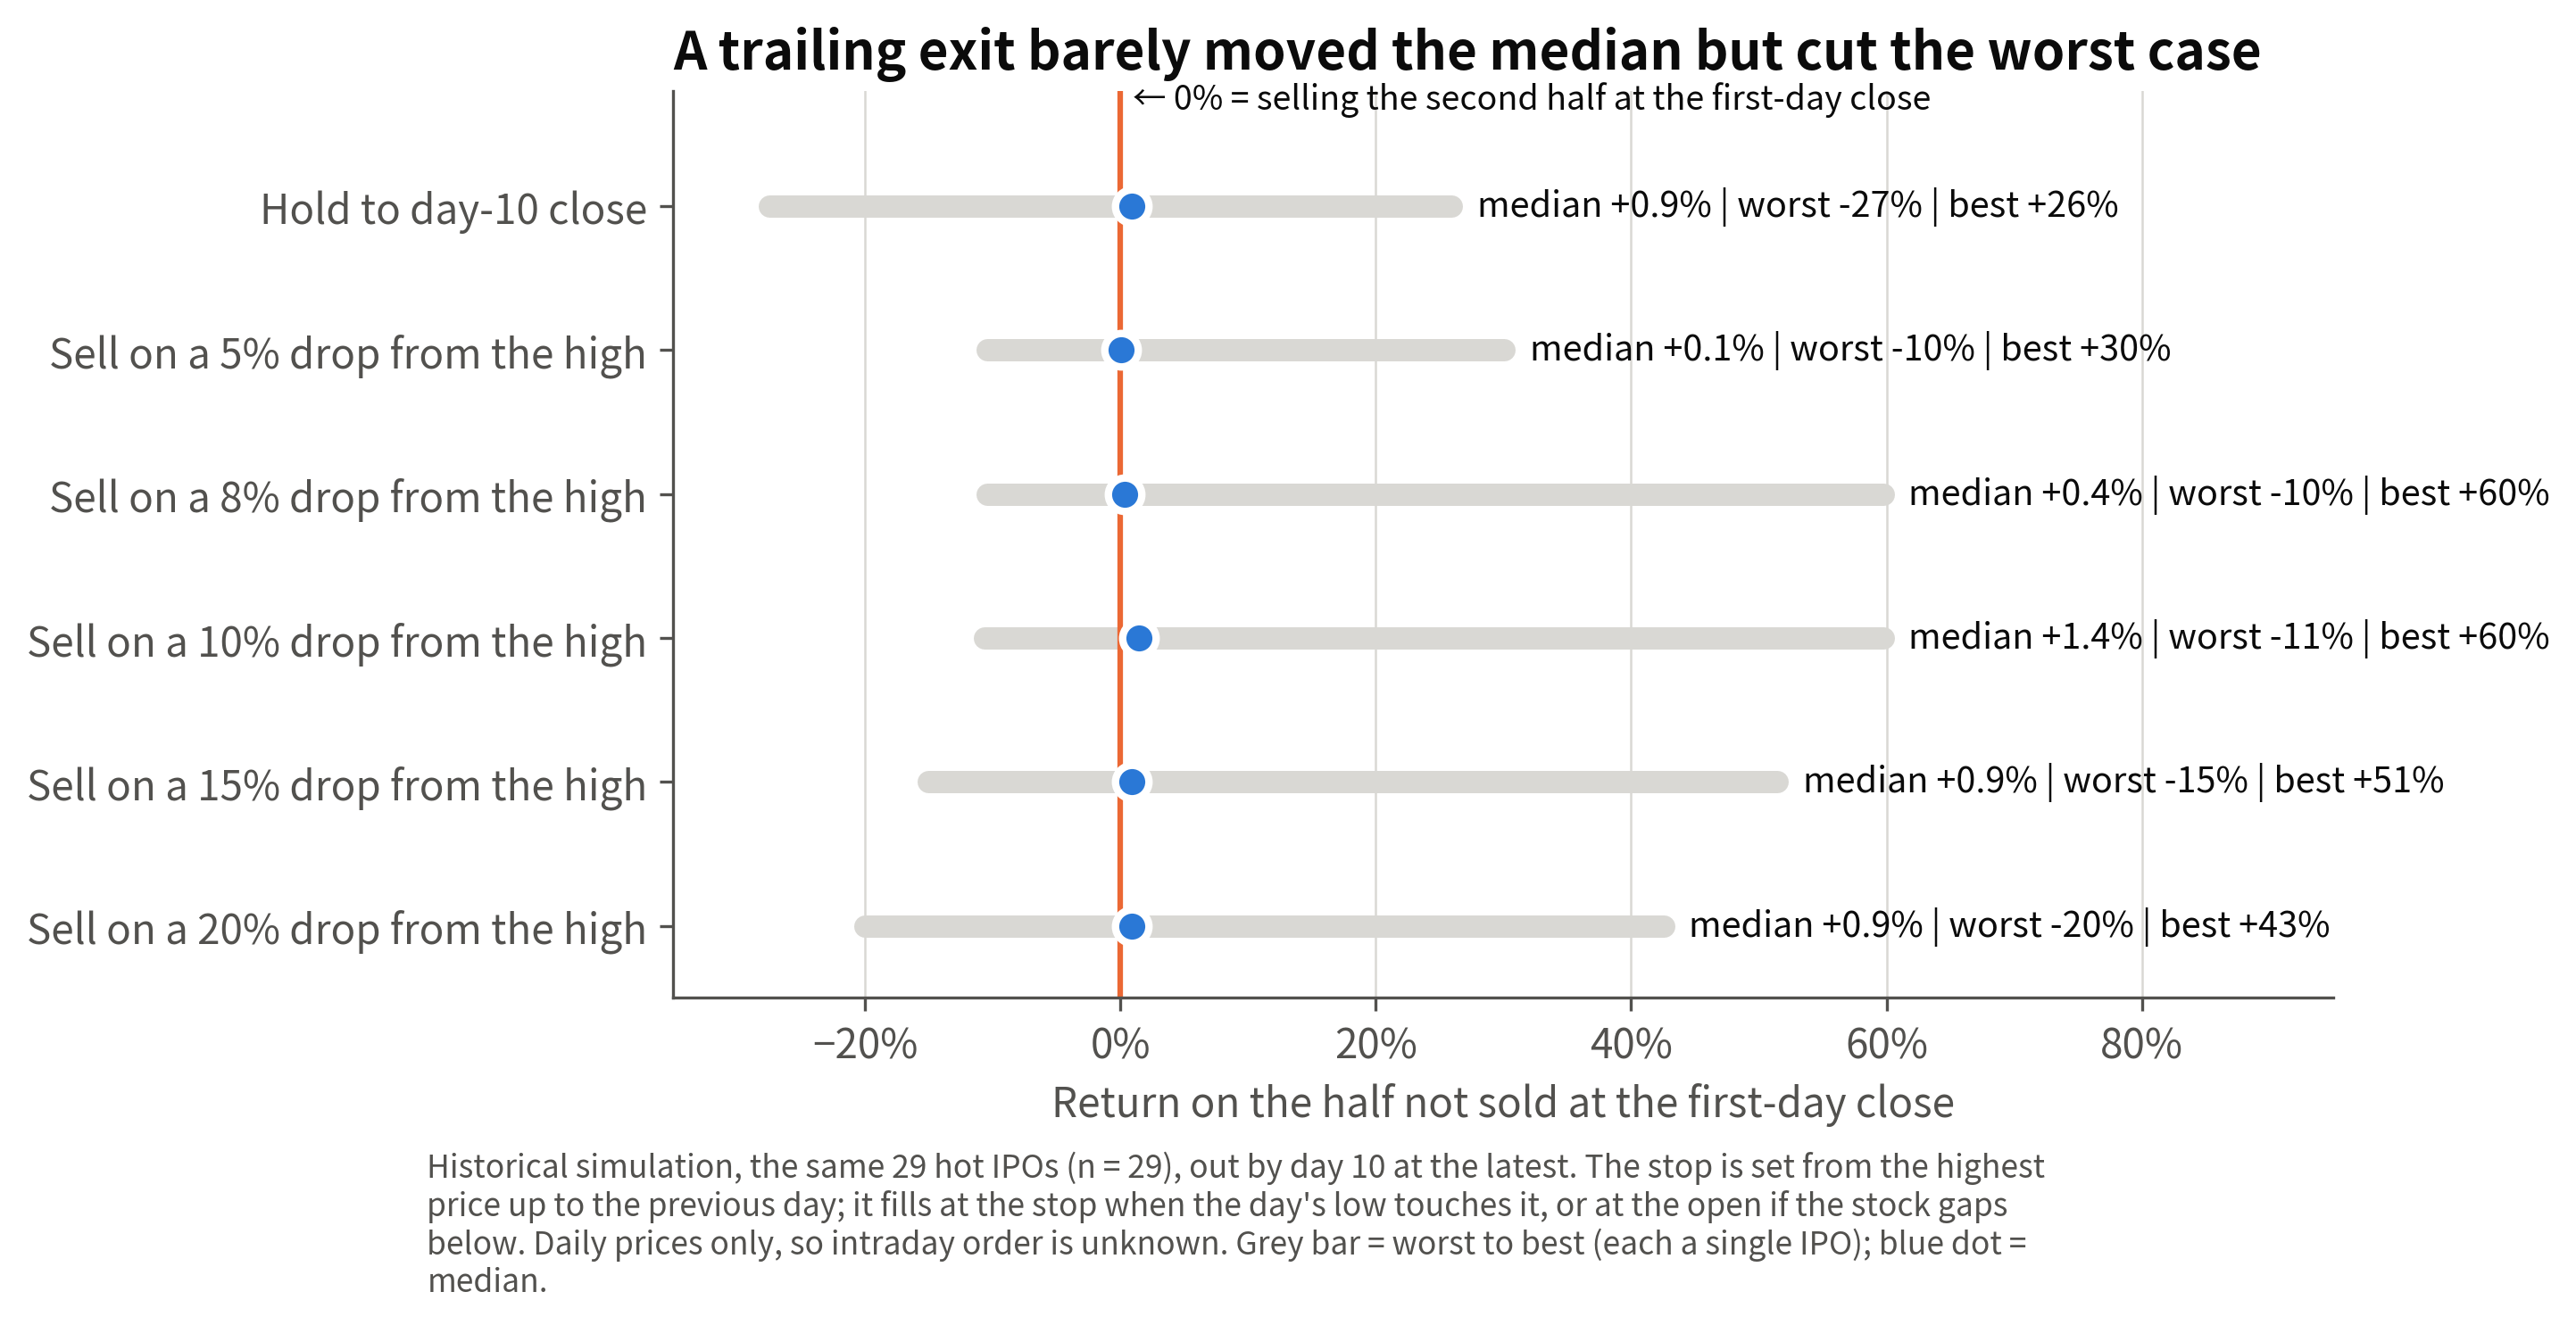 A trailing exit barely moved the median but cut the worst case
← 0% = selling the second half at the first-day close
Hold to day-10 close
median +0.9% | worst -27% | best +26%
Sell on a 5% drop from the high
median +0.1% | worst -10% | best +30%
Sell on a 8% drop from the high
median +0.4% | worst -10% | best +60%
Sell on a 10% drop from the high
median +1.4% | worst -11% | best +60%
Sell on a 15% drop from the high
median +0.9% | worst -15% | best +51%
Sell on a 20% drop from the high
median +0.9% | worst -20% | best +43%
−20% 0% 20% 40% 60% 80%
Return on the half not sold at the first-day close
Historical simulation, the same 29 hot IPOs (n = 29), out by day 10 at the latest. The stop is set from the highest
price up to the previous day; it fills at the stop when the day's low touches it, or at the open if the stock gaps
below. Daily prices only, so intraday order is unknown. Grey bar = worst to best (each a single IPO); blue dot =
median.